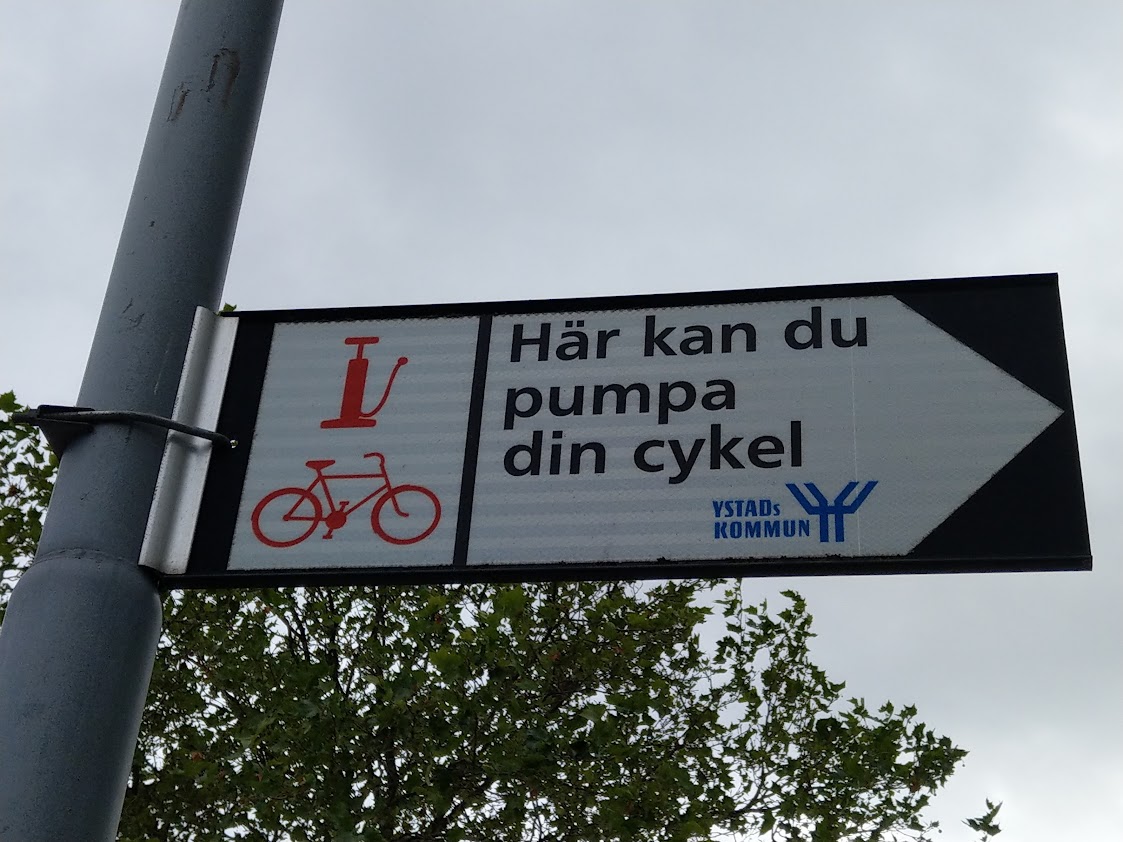 Här kan du
pumpa
din cykel
YSTADs
KOMMUN